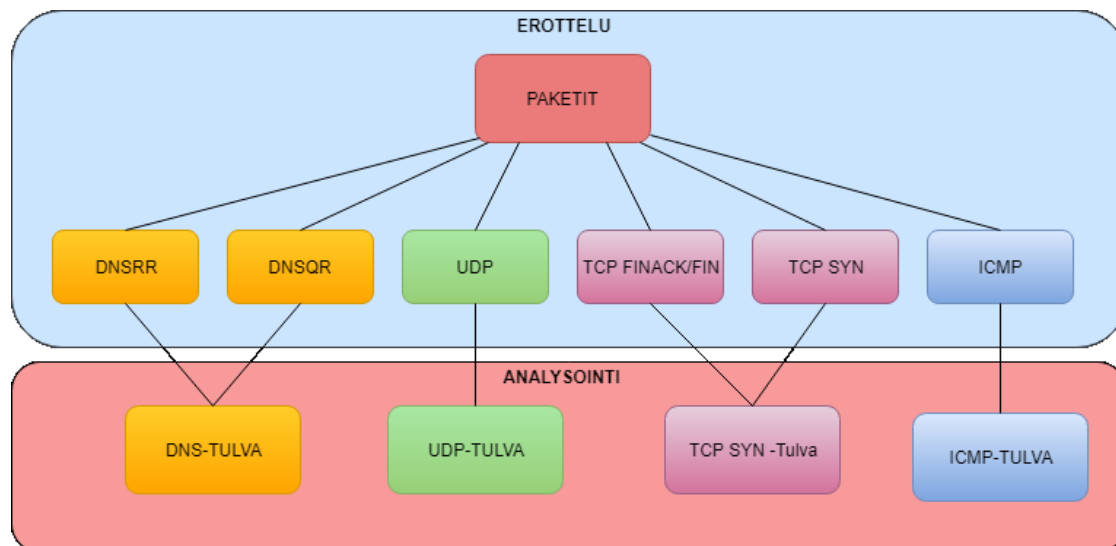 EROTTELU
PAKETIT
DNSRR
DNSQR
UDP
TCP FINACK/FIN
TCP SYN
ICMP
ANALYSOINTI
DNS-TULVA
UDP-TULVA
TCP SYN -Tulva
ICMP-TULVA